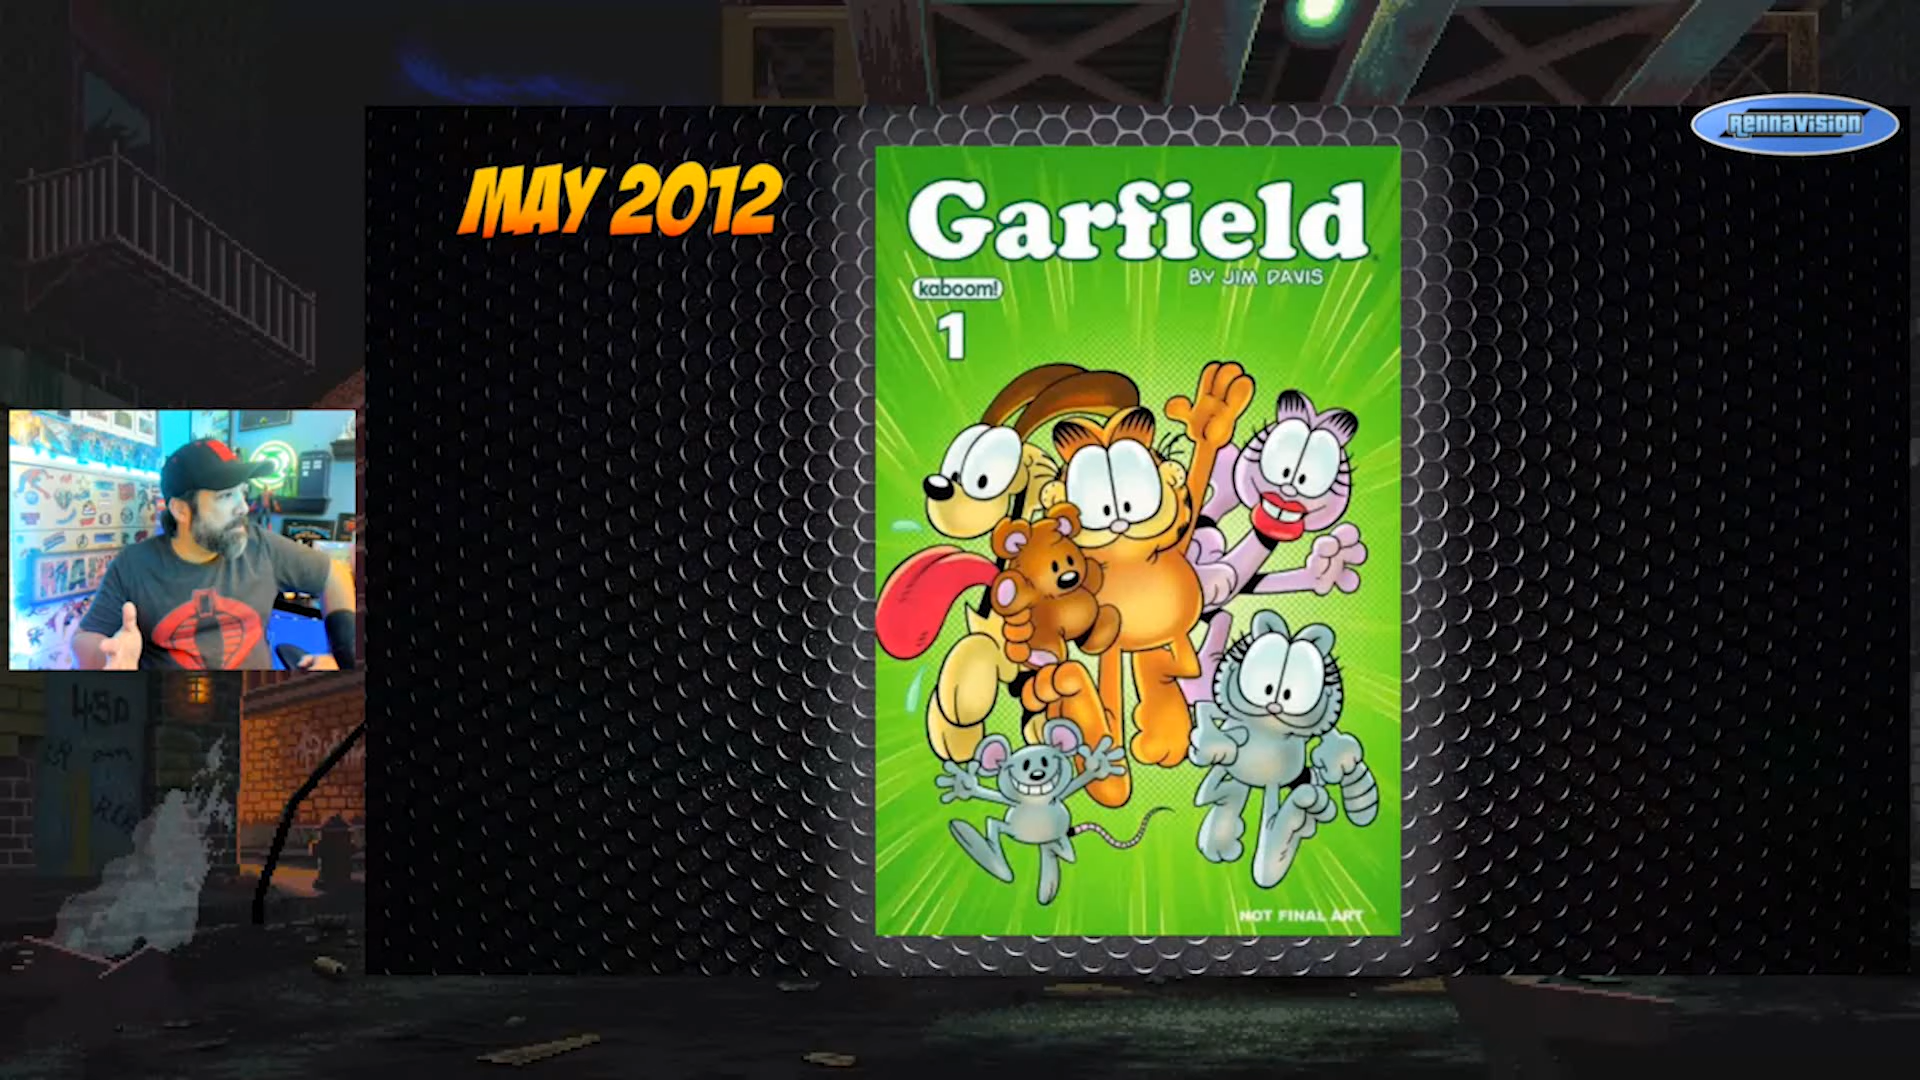 RENNAVISION
MAY 2012
Garfield
BY JIM DAVIS
kaboom!
1
NOT FINAL ART